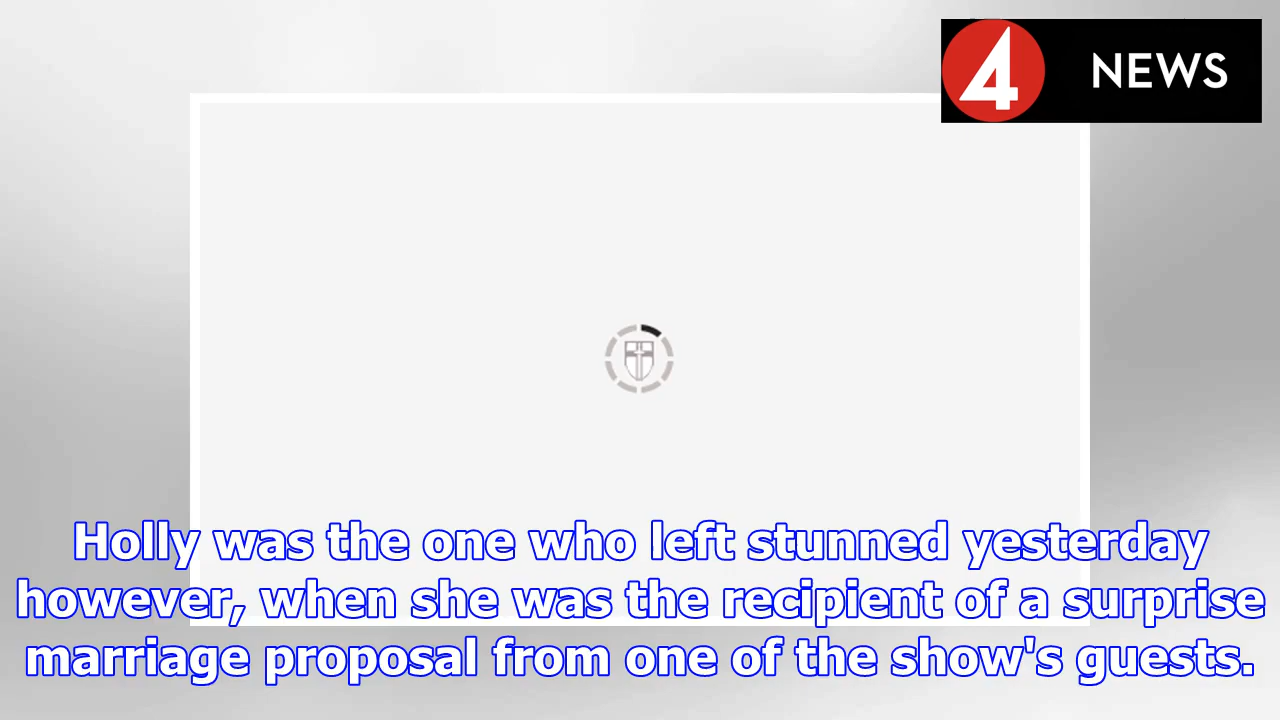 4 NEWS
Holly was the one who left stunned yesterday
however, when she was the recipient of a surprise
marriage proposal from one of the show's guests.